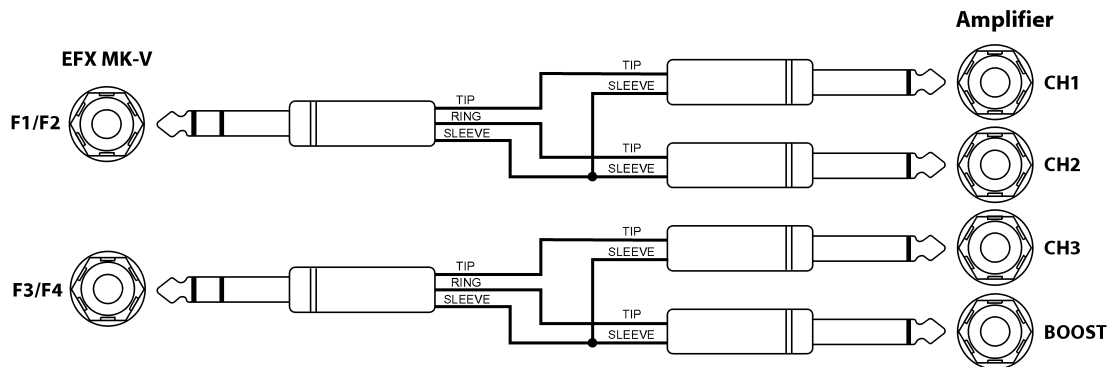 Amplifier
EFX MK-V
TIP
SLEEVE
CH1
F1/F2
TIP
RING
SLEEVE
TIP
SLEEVE
CH2
TIP
SLEEVE
CH3
F3/F4
TIP
RING
SLEEVE
TIP
SLEEVE
BOOST